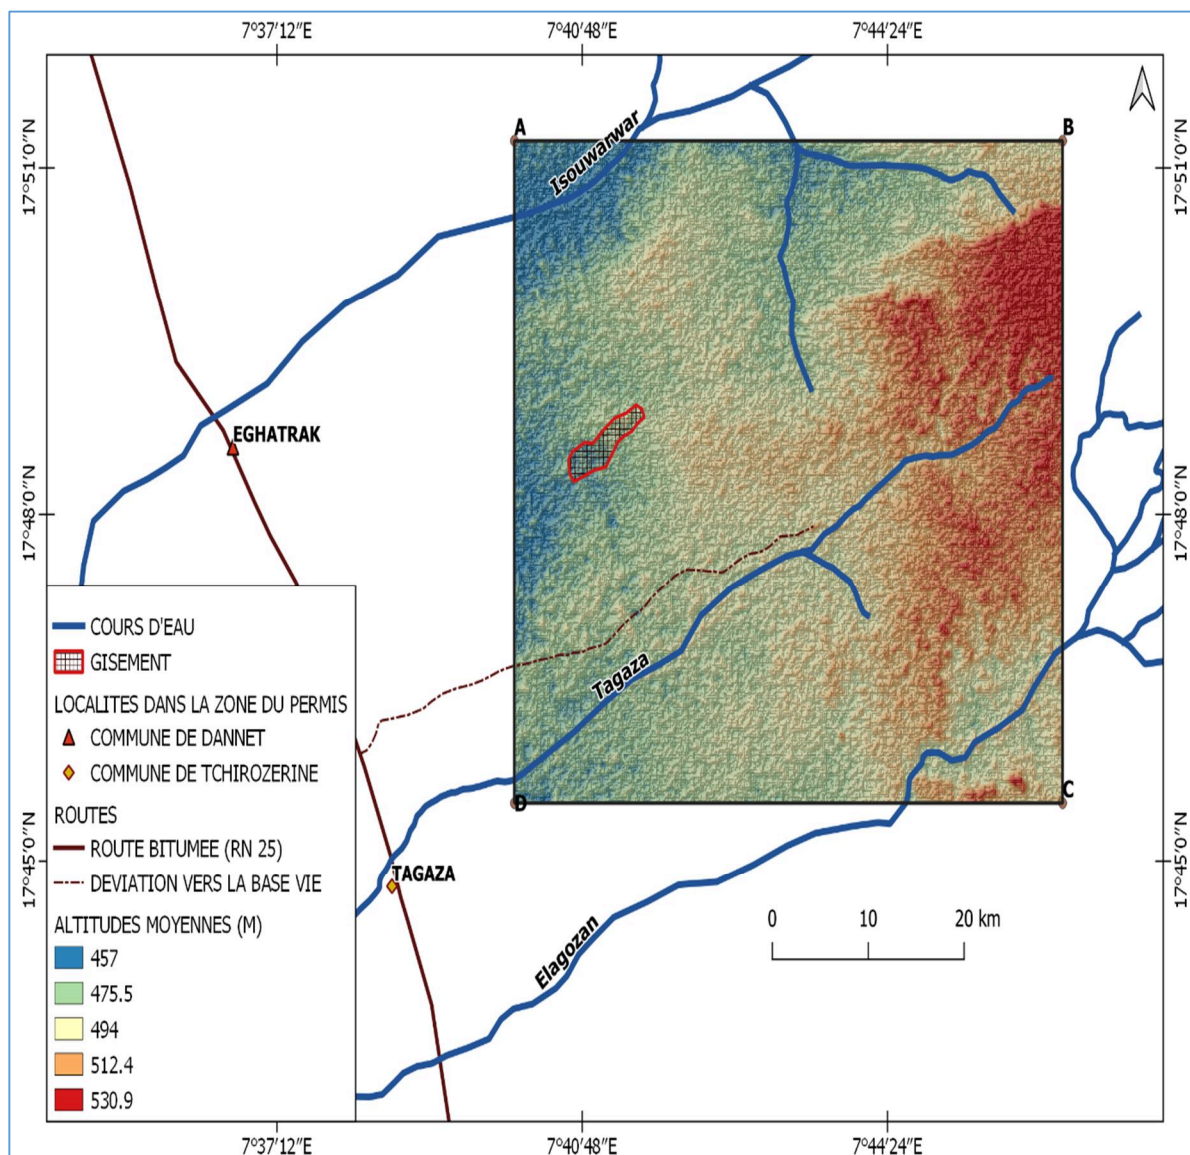 7°37'12"E 7°40'48"E 7°44'24"E
A B
17°51'0"N 17°51'0"N
Isouwarwar
EGHATRAK
17°48'0"N 17°48'0"N
COURS D'EAU
GISEMENT
LOCALITES DANS LA ZONE DU PERMIS
COMMUNE DE DANNET
COMMUNE DE TCHIROZERINE
ROUTES
ROUTE BITUMEE (RN 25)
DEVIATION VERS LA BASE VIE
ALTITUDES MOYENNES (M)
457
475.5
494
512.4
530.9
Tagaza
D C
17°45'0"N 17°45'0"N
TAGAZA
0 10 20 km
Elagozan
7°37'12"E 7°40'48"E 7°44'24"E